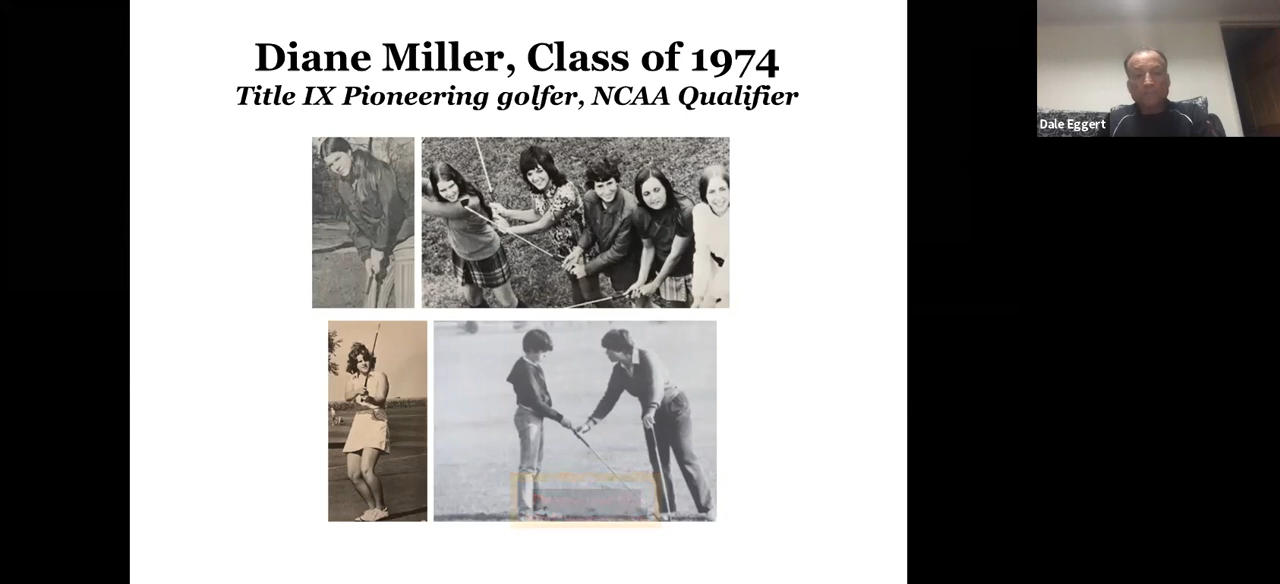 Diane Miller, Class of 1974
Title IX Pioneering golfer, NCAA Qualifier
Dale Eggert